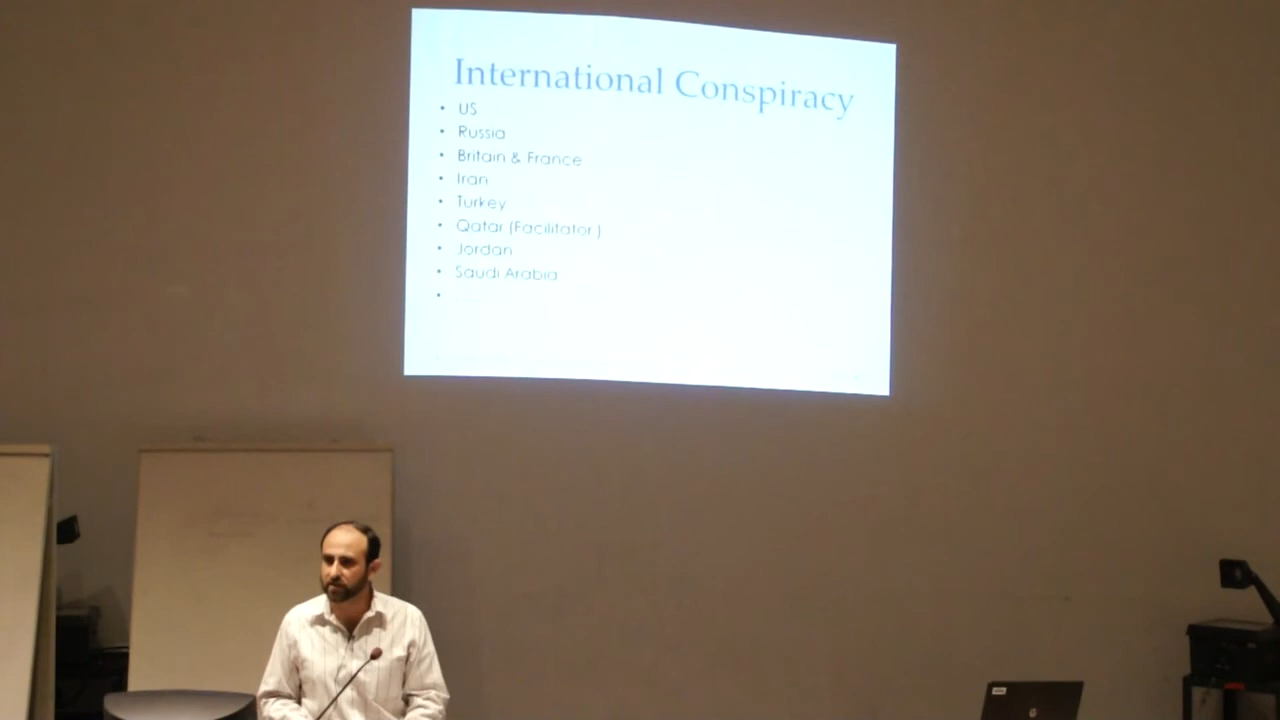 International Conspiracy
• US
• Russia
• Britain & France
• Iran
• Turkey
• Qatar (Facilitator )
• Jordan
• Saudi Arabia
•